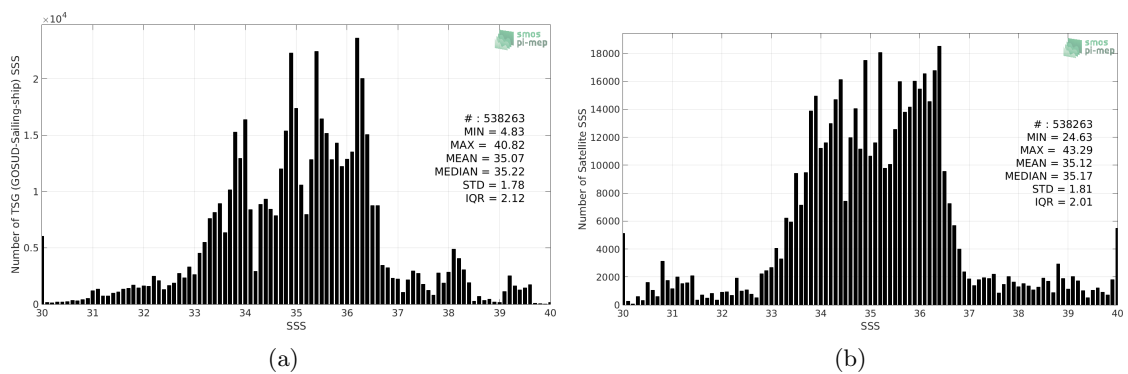 ×10⁴
smos
pi-mep
Number of TSG (GOSUD-Sailing-ship) SSS
2
1.5
1
0.5
0
# : 538263
MIN = 4.83
MAX = 40.82
MEAN = 35.07
MEDIAN = 35.22
STD = 1.78
IQR = 2.12
30 31 32 33 34 35 36 37 38 39 40
SSS
(a)
smos
pi-mep
Number of Satellite SSS
18000
16000
14000
12000
10000
8000
6000
4000
2000
0
# : 538263
MIN = 24.63
MAX = 43.29
MEAN = 35.12
MEDIAN = 35.17
STD = 1.81
IQR = 2.01
30 31 32 33 34 35 36 37 38 39 40
SSS
(b)